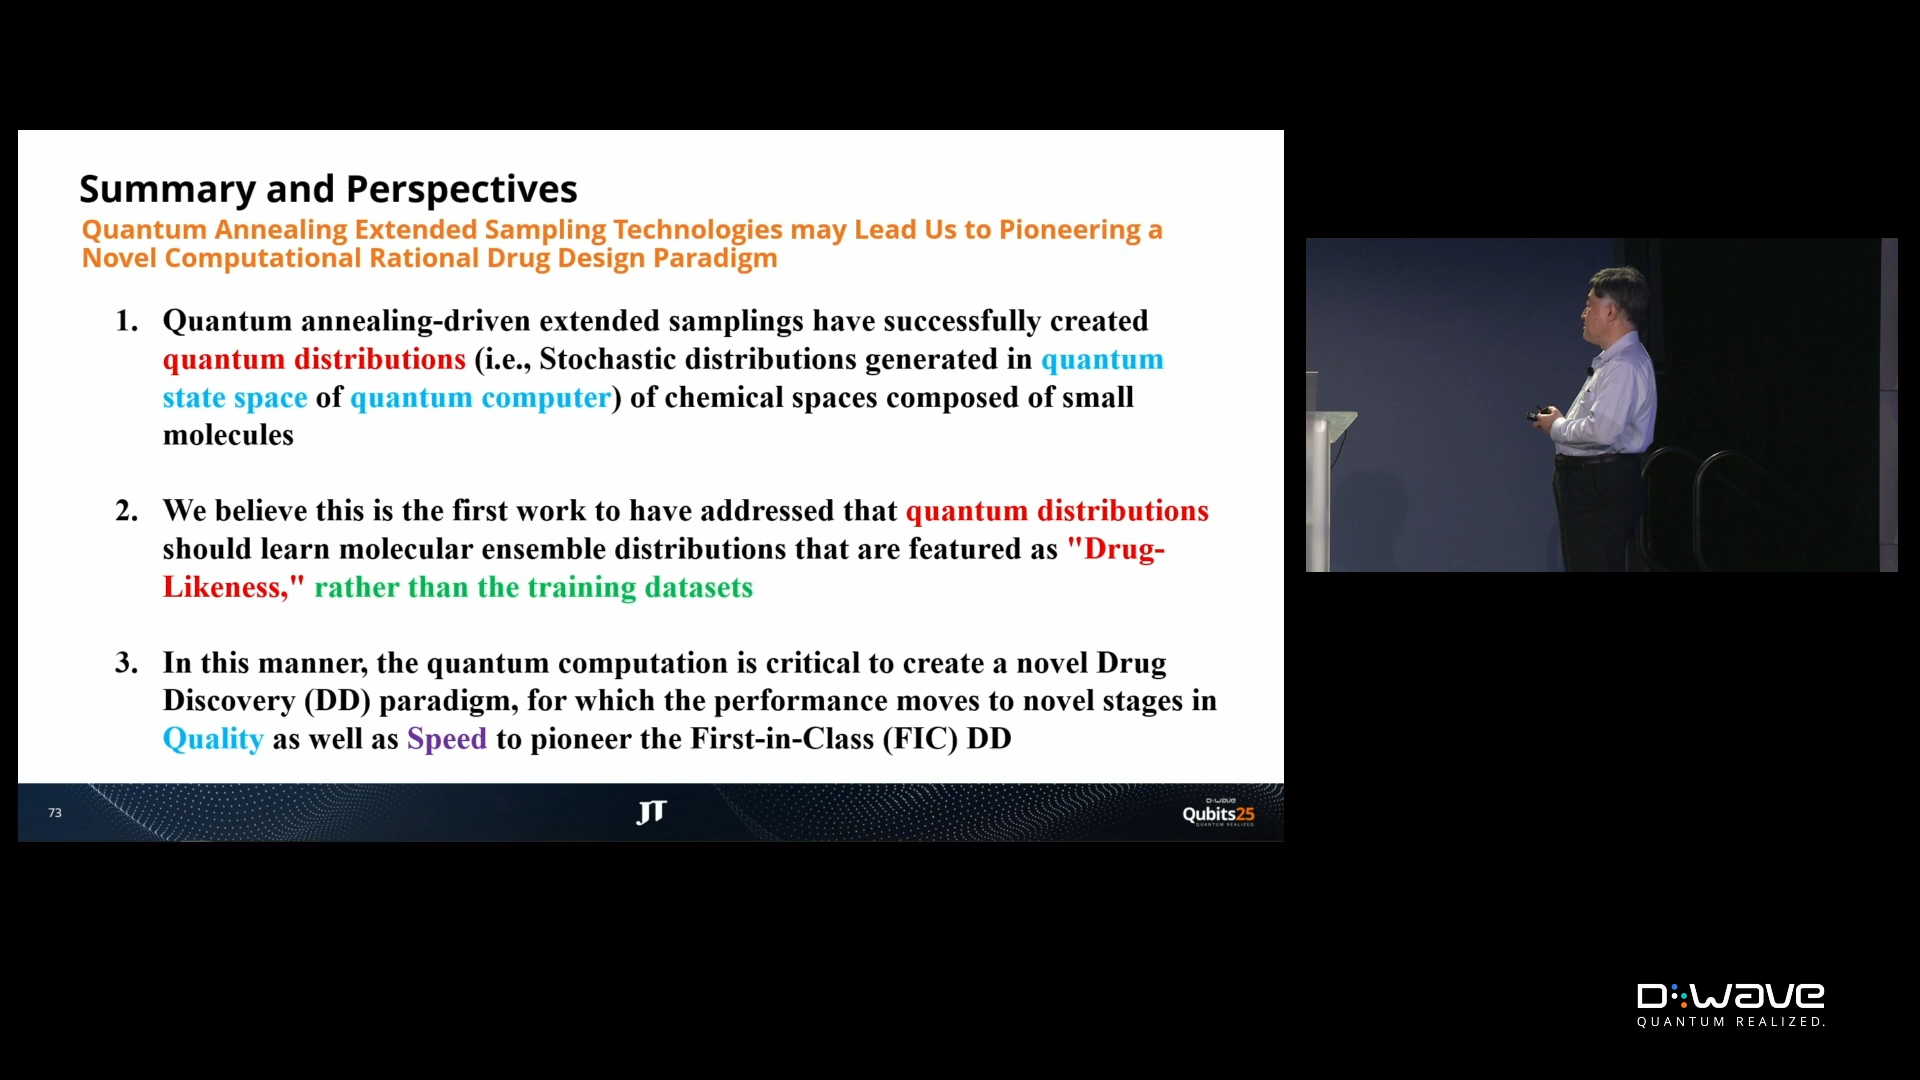 Summary and Perspectives
Quantum Annealing Extended Sampling Technologies may Lead Us to Pioneering a
Novel Computational Rational Drug Design Paradigm
1. Quantum annealing-driven extended samplings have successfully created
quantum distributions (i.e., Stochastic distributions generated in quantum
state space of quantum computer) of chemical spaces composed of small
molecules
2. We believe this is the first work to have addressed that quantum distributions
should learn molecular ensemble distributions that are featured as "Drug-
Likeness," rather than the training datasets
3. In this manner, the quantum computation is critical to create a novel Drug
Discovery (DD) paradigm, for which the performance moves to novel stages in
Quality as well as Speed to pioneer the First-in-Class (FIC) DD
73
JT
D:wave
Qubits25
QUANTUM REALIZED.
D:wave
QUANTUM REALIZED.